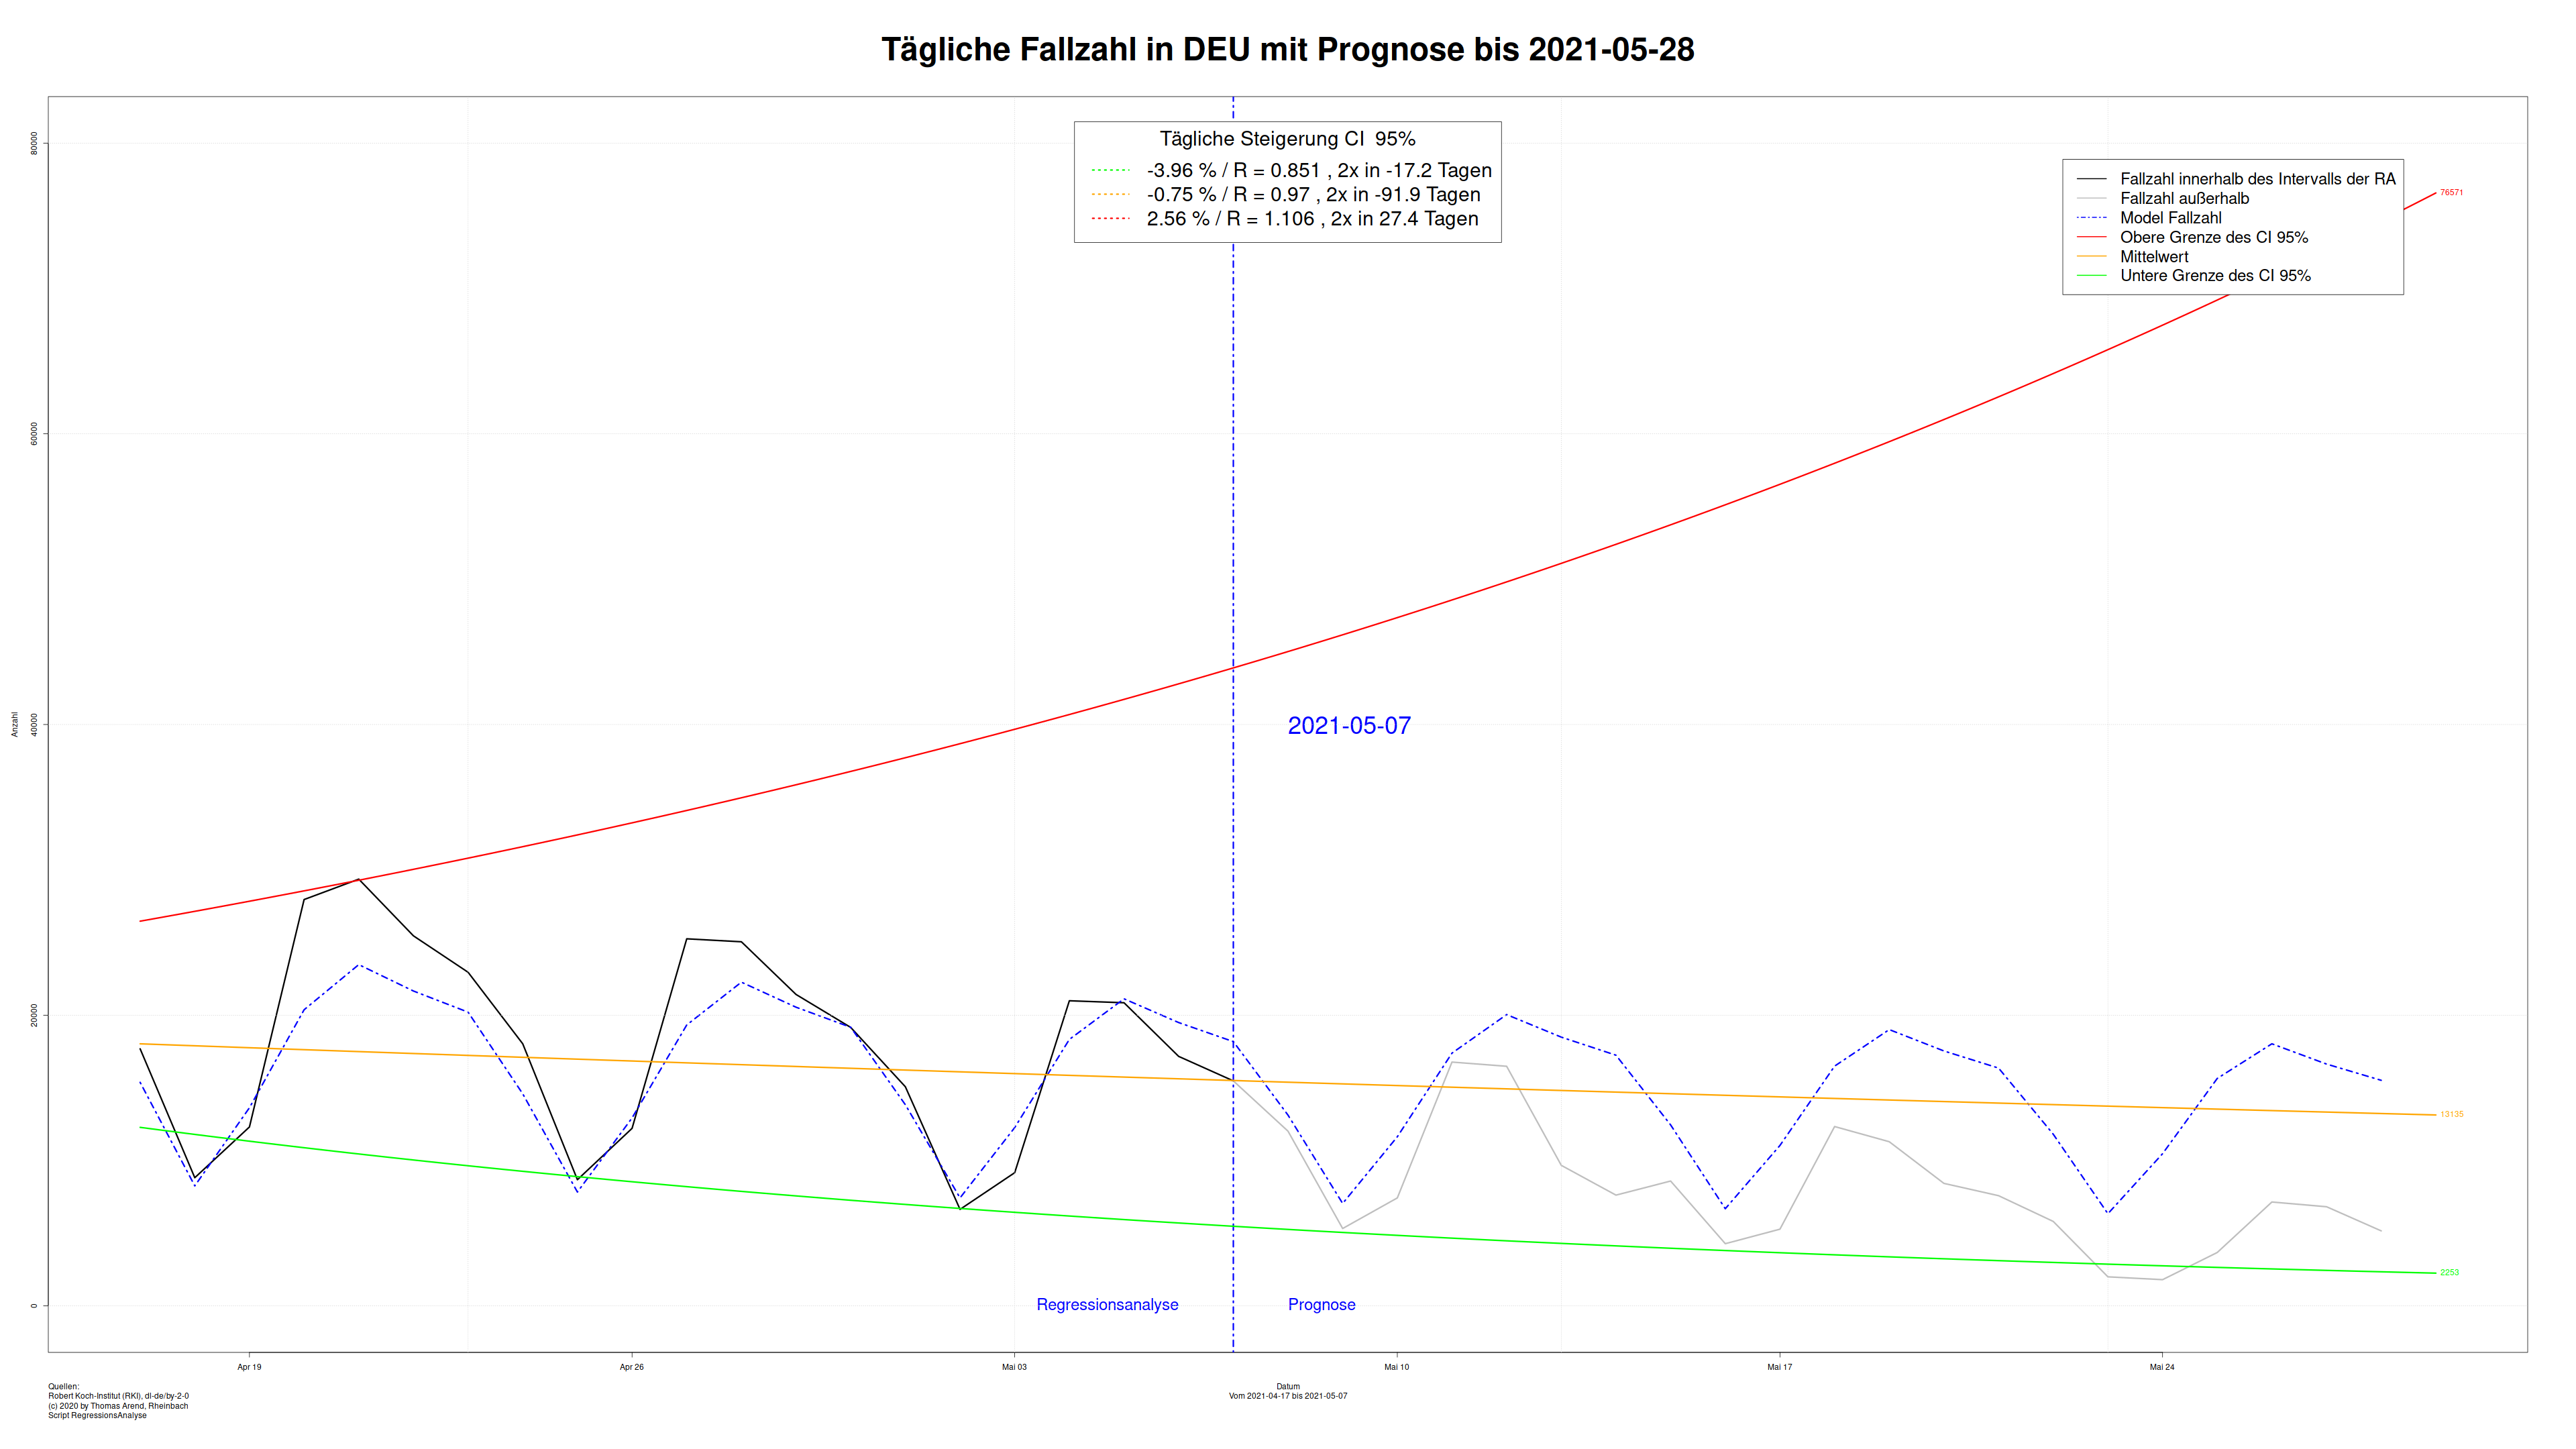 Tägliche Fallzahl in DEU mit Prognose bis 2021-05-28
Tägliche Steigerung CI  95%
-3.96 % / R = 0.851 , 2x in -17.2 Tagen
-0.75 % / R = 0.97 , 2x in -91.9 Tagen
2.56 % / R = 1.106 , 2x in 27.4 Tagen
Fallzahl innerhalb des Intervalls der RA
Fallzahl außerhalb
Model Fallzahl
Obere Grenze des CI 95%
Mittelwert
Untere Grenze des CI 95%
76571
80000
60000
40000
20000
0
Anzahl
2021-05-07
13135
2253
Regressionsanalyse
Prognose
Apr 19
Apr 26
Mai 03
Mai 10
Mai 17
Mai 24
Datum
Vom 2021-04-17 bis 2021-05-07
Quellen:
Robert Koch-Institut (RKI), dl-de/by-2-0
(c) 2020 by Thomas Arend, Rheinbach
Script RegressionsAnalyse